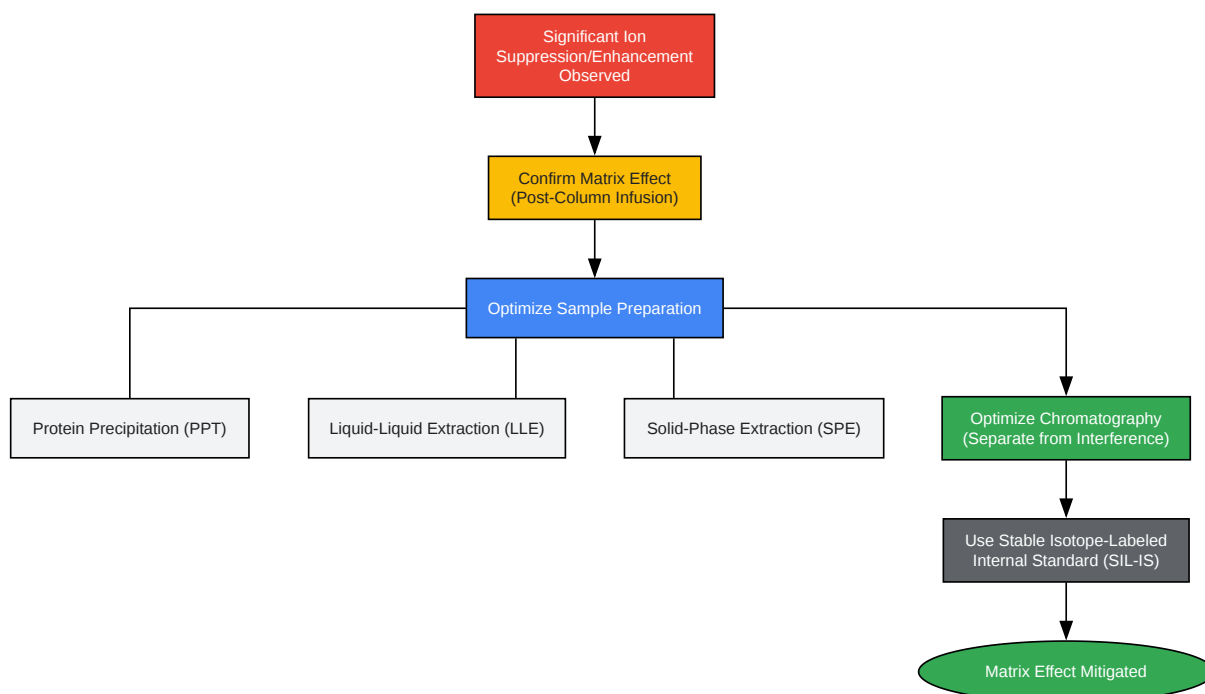 Significant Ion
Suppression/Enhancement
Observed
Confirm Matrix Effect
(Post-Column Infusion)
Optimize Sample Preparation
Protein Precipitation (PPT)
Liquid-Liquid Extraction (LLE)
Solid-Phase Extraction (SPE)
Optimize Chromatography
(Separate from Interference)
Use Stable Isotope-Labeled
Internal Standard (SIL-IS)
Matrix Effect Mitigated